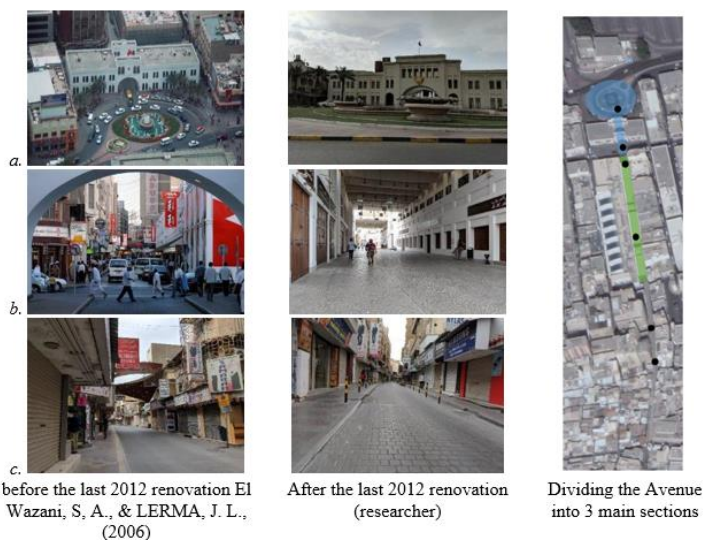 a.
b.
c.
before the last 2012 renovation El
Wazani, S, A., & LERMA, J. L.,
(2006)
After the last 2012 renovation
(researcher)
Dividing the Avenue
into 3 main sections